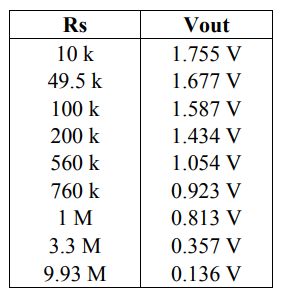 Rs Vout
10 k 1.755 V
49.5 k 1.677 V
100 k 1.587 V
200 k 1.434 V
560 k 1.054 V
760 k 0.923 V
1 M 0.813 V
3.3 M 0.357 V
9.93 M 0.136 V